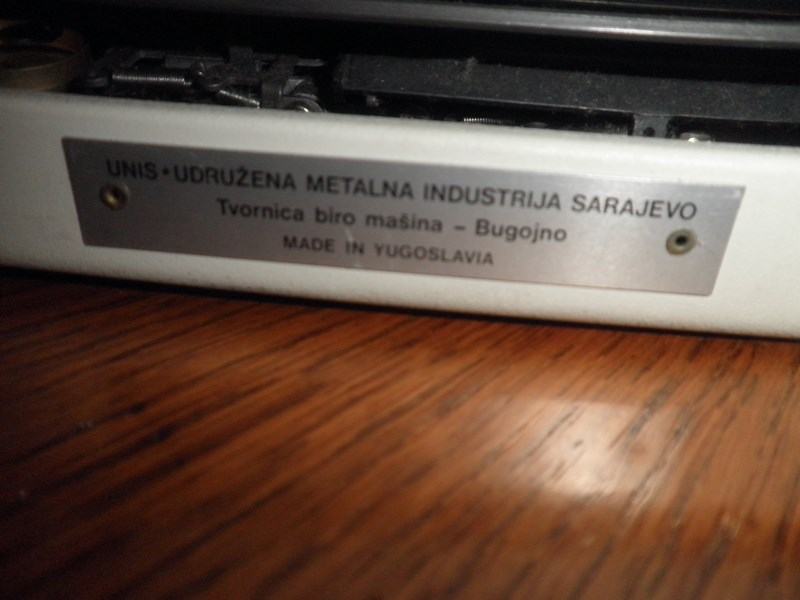 UNIS • UDRUŽENA METALNA INDUSTRIJA SARAJEVO
Tvornica biro mašina – Bugojno
MADE IN YUGOSLAVIA